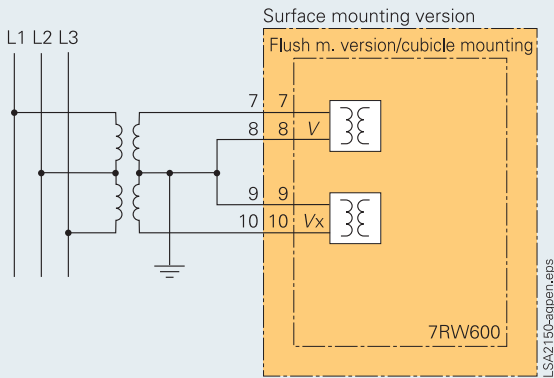 Surface mounting version
L1 L2 L3
Flush m. version/cubicle mounting
7 7
8 8 V
9 9
10 10 Vx
7RW600
LSA2150-agpen.eps